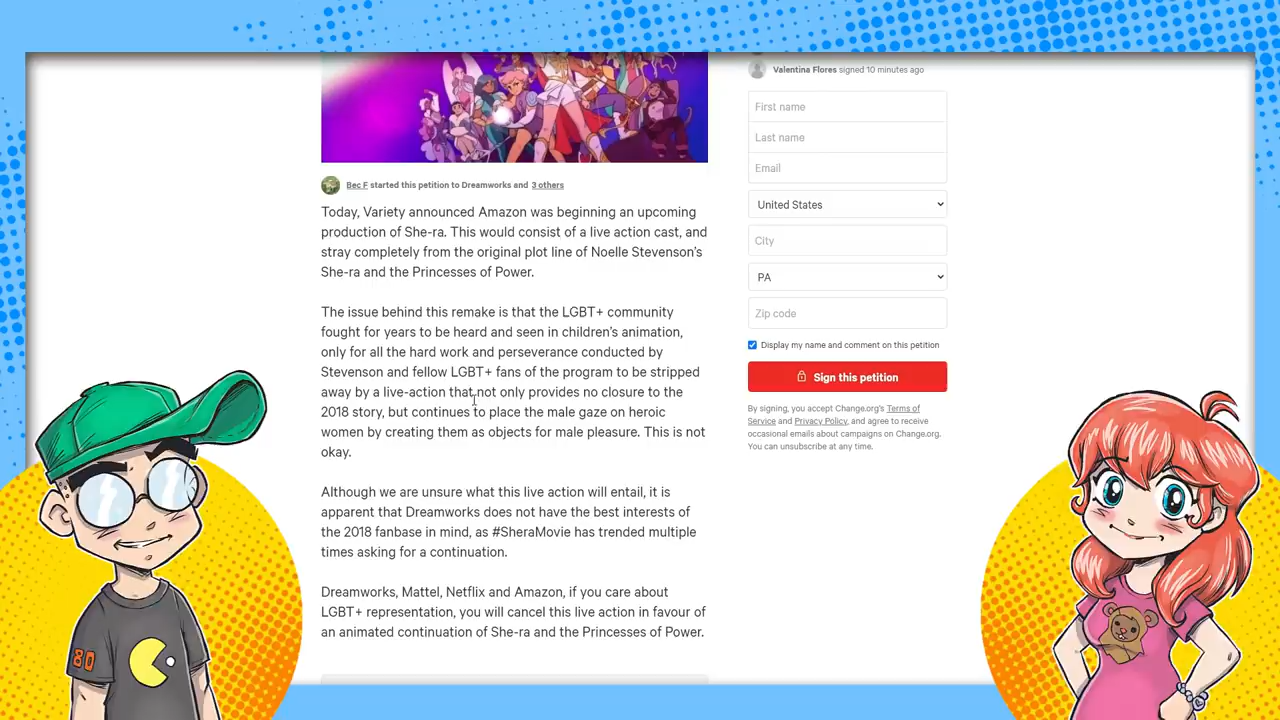 Valentina Flores signed 10 minutes ago
First name
Last name
Email
United States
City
PA
Zip code
Display my name and comment on this petition
Sign this petition
By signing, you accept Change.org's Terms of
Service and Privacy Policy, and agree to receive
occasional emails about campaigns on Change.org.
You can unsubscribe at any time.
Bec F started this petition to Dreamworks and 3 others
Today, Variety announced Amazon was beginning an upcoming
production of She-ra. This would consist of a live action cast, and
stray completely from the original plot line of Noelle Stevenson's
She-ra and the Princesses of Power.
The issue behind this remake is that the LGBT+ community
fought for years to be heard and seen in children's animation,
only for all the hard work and perseverance conducted by
Stevenson and fellow LGBT+ fans of the program to be stripped
away by a live-action that not only provides no closure to the
2018 story, but continues to place the male gaze on heroic
women by creating them as objects for male pleasure. This is not
okay.
Although we are unsure what this live action will entail, it is
apparent that Dreamworks does not have the best interests of
the 2018 fanbase in mind, as #SheraMovie has trended multiple
times asking for a continuation.
Dreamworks, Mattel, Netflix and Amazon, if you care about
LGBT+ representation, you will cancel this live action in favour of
an animated continuation of She-ra and the Princesses of Power.
80